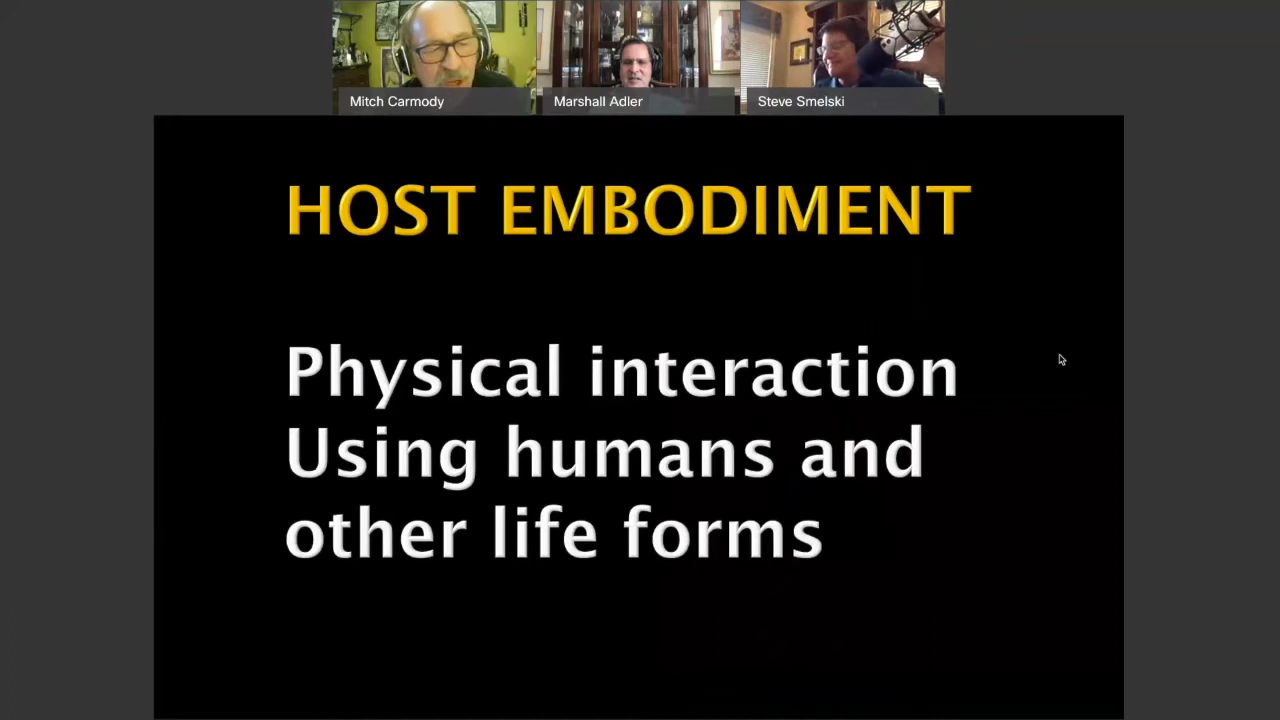 Mitch Carmody
Marshall Adler
Steve Smelski
HOST EMBODIMENT
Physical interaction
Using humans and
other life forms